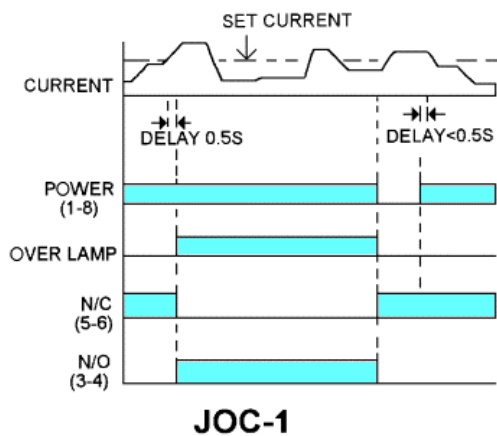 SET CURRENT
CURRENT
DELAY 0.5S
DELAY<0.5S
POWER
(1-8)
OVER LAMP
N/C
(5-6)
N/O
(3-4)
JOC-1